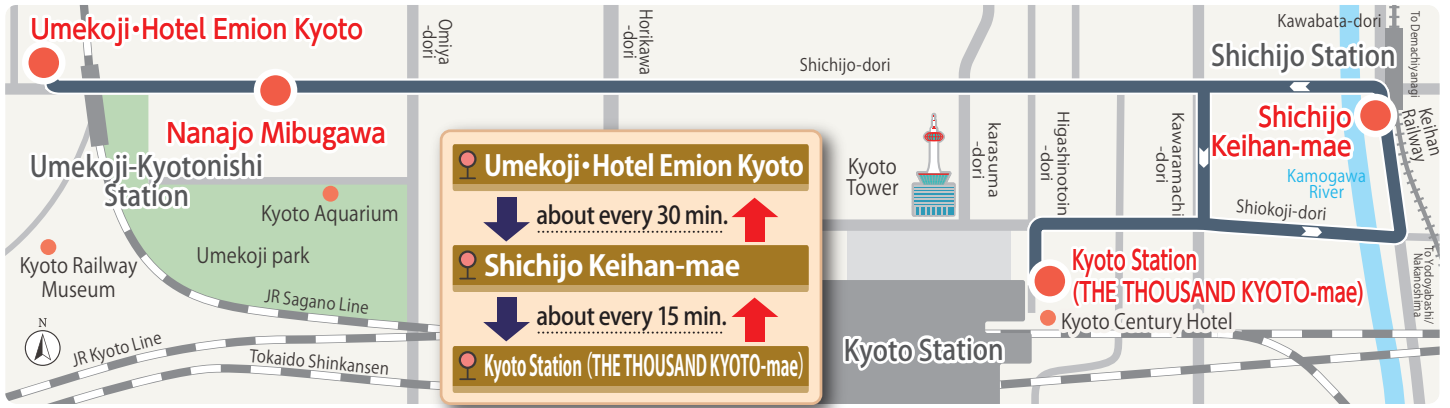 Umekoji・Hotel Emion Kyoto
Omiya
-dori
Horikawa
-dori
Shichijo-dori
Kawabata-dori
To Demachiyanagi
Shichijo Station
Nanajo Mibugawa
Shichijo
Keihan-mae
Keihan
Railway
Umekoji-Kyotonishi
Station
Kyoto Aquarium
Umekoji park
Kyoto Railway
Museum
JR Sagano Line
N
JR Kyoto Line
Tokaido Shinkansen
Umekoji・Hotel Emion Kyoto
about every 30 min.
Shichijo Keihan-mae
about every 15 min.
Kyoto Station (THE THOUSAND KYOTO-mae)
Kyoto
Tower
karasuma
-dori
Higashinotoin
-dori
Kawaramachi
-dori
Kamogawa
River
Shiokoji-dori
To Yodoyabashi/
Nakanoshima
Kyoto Station
(THE THOUSAND KYOTO-mae)
Kyoto Century Hotel
Kyoto Station